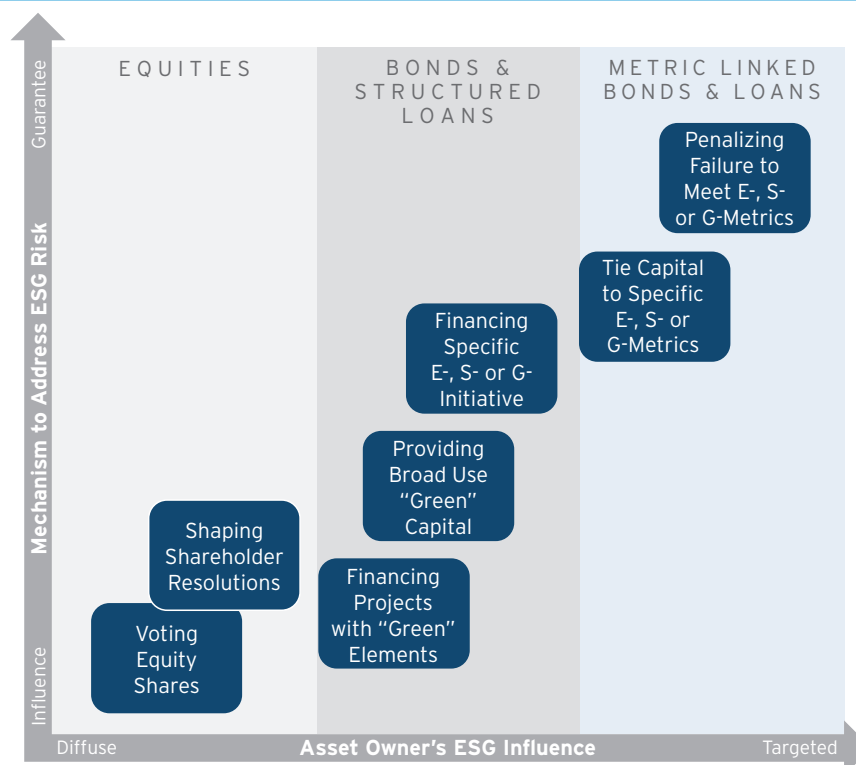 EQUITIES
BONDS &
STRUCTURED
LOANS
METRIC LINKED
BONDS & LOANS
Guarantee
Mechanism to Address ESG Risk
Influence
Penalizing
Failure to
Meet E-, S-
or G-Metrics
Tie Capital
to Specific
E-, S- or
G-Metrics
Financing
Specific
E-, S- or G-
Initiative
Providing
Broad Use
“Green”
Capital
Shaping
Shareholder
Resolutions
Financing
Projects
with “Green”
Elements
Voting
Equity
Shares
Diffuse
Asset Owner’s ESG Influence
Targeted